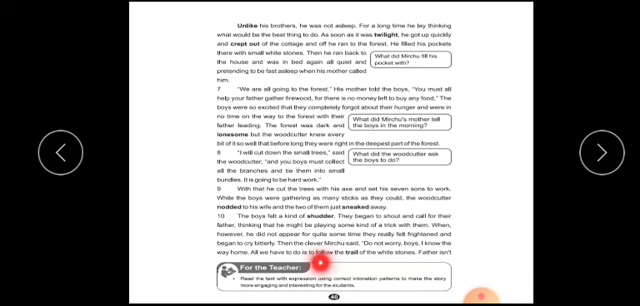 Unlike his brothers, he was not asleep. For a long time he lay thinking
what would be the best thing to do. As soon as it was twilight, he got up quickly
and crept out of the cottage and off he ran to the forest. He filled his pockets
there with small white stones. Then he ran back to
the house and was in bed again all quiet and
pretending to be fast asleep when his mother called
him.
What did Mirchu fill his
pocket with?
7 "We are all going to the forest." His mother told the boys, "You must all
help your father gather firewood, for there is no money left to buy any food." The
boys were so excited that they completely forgot about their hunger and were in
no time on the way to the forest with their
father leading. The forest was dark and
lonesome but the woodcutter knew every
What did Mirchu's mother tell
the boys in the morning?
bit of it so well that before long they were right in the deepest part of the forest.
8 "I will cut down the small trees," said
the woodcutter, "and you boys must collect
all the branches and tie them into small
bundles. It is going to be hard work."
What did the woodcutter ask
the boys to do?
9 With that he cut the trees with his axe and set his seven sons to work.
While the boys were gathering as many sticks as they could, the woodcutter
nodded to his wife and the two of them just sneaked away.
10 The boys felt a kind of shudder. They began to shout and call for their
father, thinking that he might be playing some kind of a trick with them. When,
however, he did not appear for quite some time they really fell frightened and
began to cry bitterly. Then the clever Mirchu said, "Do not worry, boys, I know the
way home. All we have to do is to follow the trail of the white stones. Father isn't
For the Teacher:
• Read the text with expression using correct intonation patterns to make the story
more engaging and interesting for the students.
40